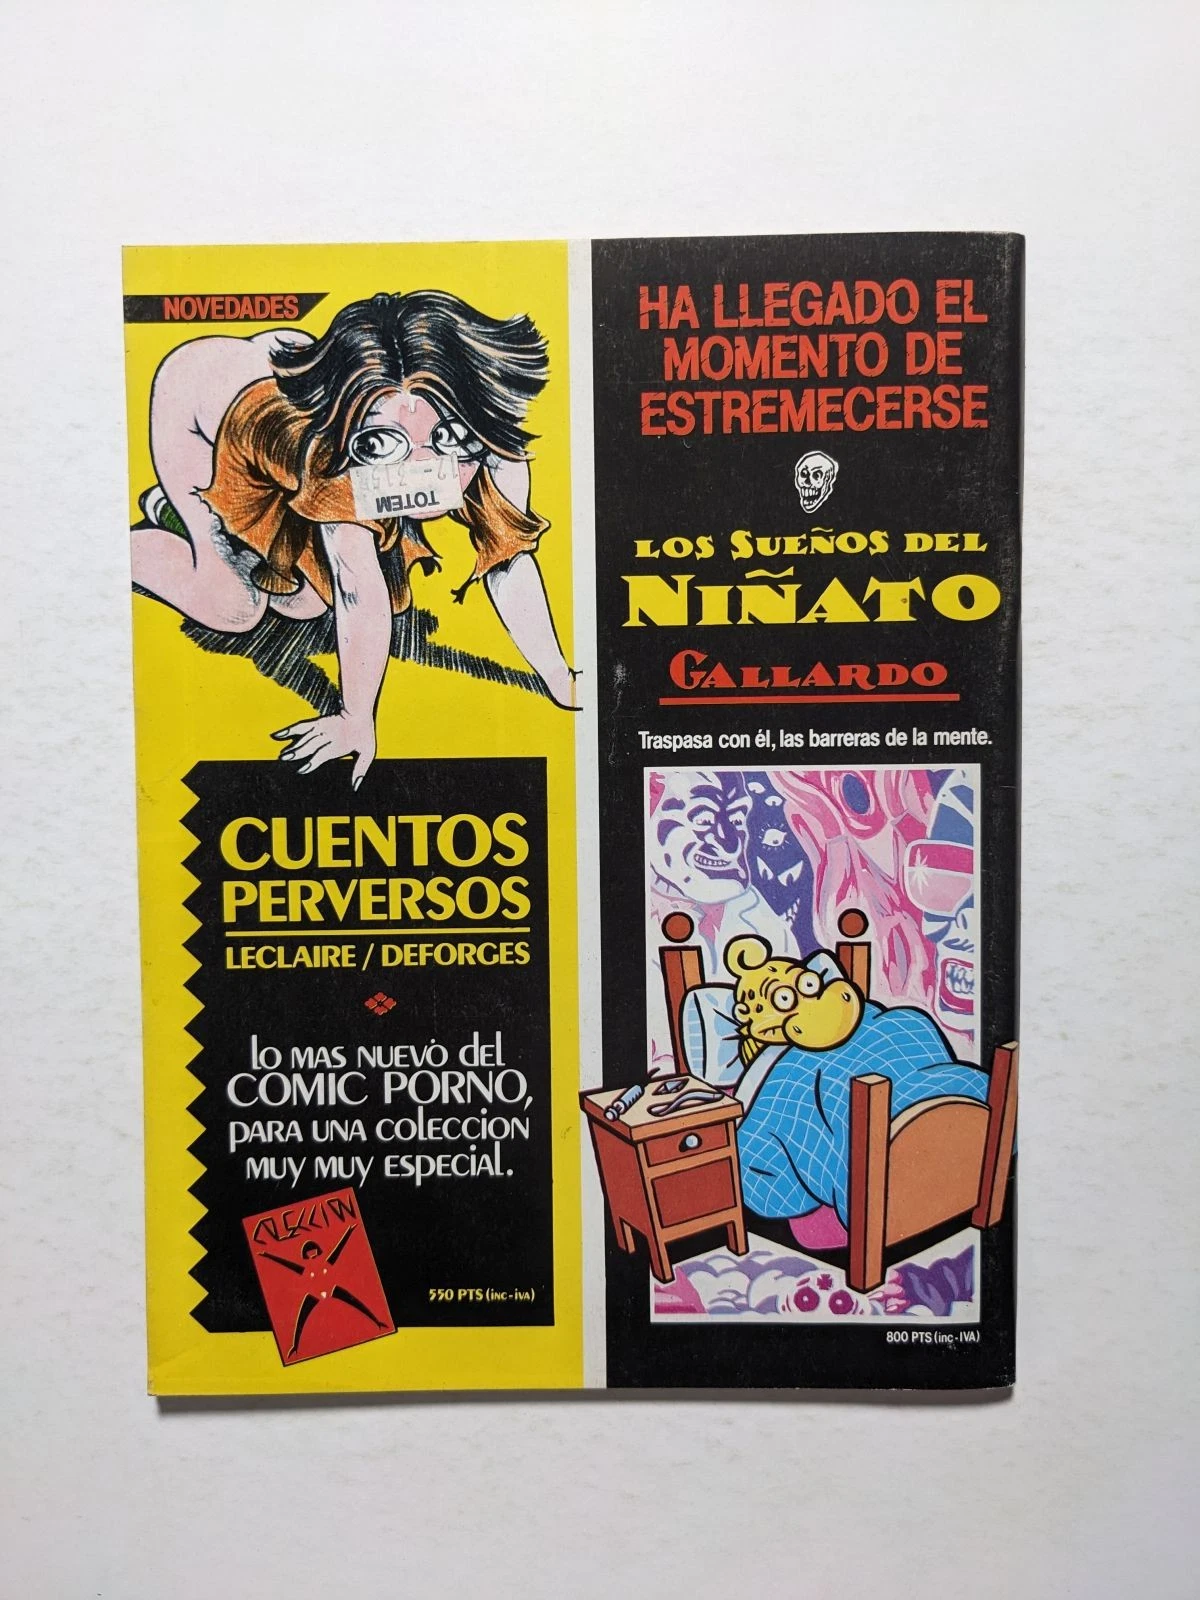 NOVEDADES
TOTEM
CUENTOS
PERVERSOS
LECLAIRE / DEFORGES
lo MAS NUEVO del
COMIC PORNO,
PARA UNA COLECCION
MUY MUY ESPECIAL.
COLECCION
550 PTS (INC-IVA)
HA LLEGADO EL
MOMENTO DE
ESTREMECERSE
LOS SUEÑOS DEL
NIÑATO
GALLARDO
Traspasa con él, las barreras de la mente.
800 PTS (inc-IVA)